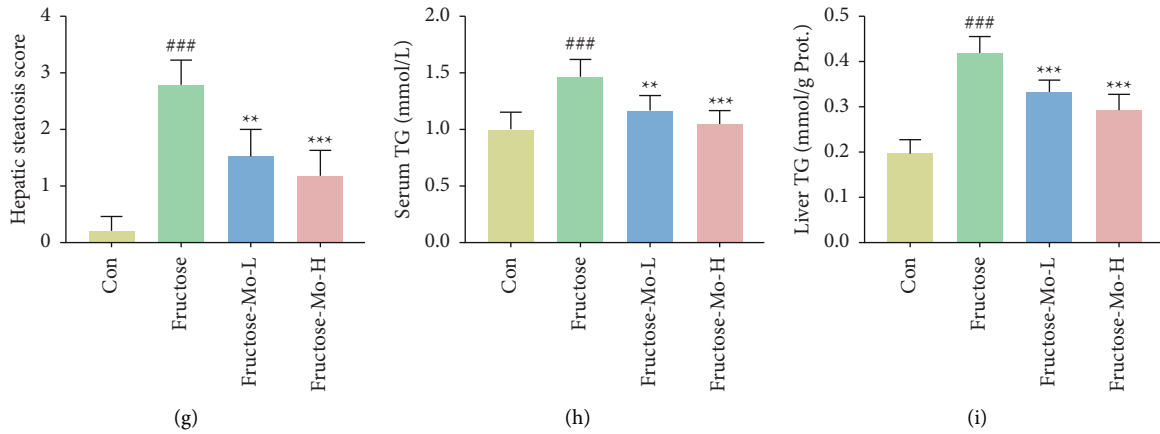 Hepatic steatosis score
4
3
2
1
0
###
**
***
Con
Fructose
Fructose-Mo-L
Fructose-Mo-H
(g)
Serum TG (mmol/L)
2.0
1.5
1.0
0.5
0.0
###
**
***
Con
Fructose
Fructose-Mo-L
Fructose-Mo-H
(h)
Liver TG (mmol/g Prot.)
0.5
0.4
0.3
0.2
0.1
0.0
###
***
***
Con
Fructose
Fructose-Mo-L
Fructose-Mo-H
(i)